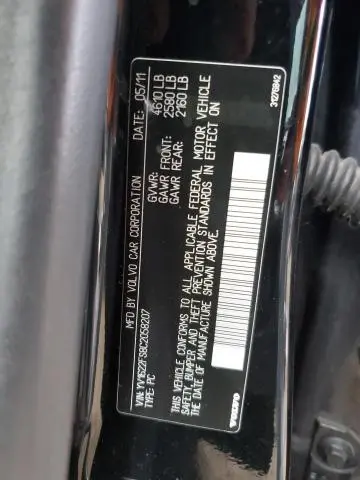 MFD BY VOLVO CAR CORPORATION DATE: 05/11
GVWR: 4610 LB
GAWR FRONT: 2580 LB
GAWR REAR: 2160 LB
THIS VEHICLE CONFORMS TO ALL APPLICABLE FEDERAL MOTOR VEHICLE
SAFETY, BUMPER AND THEFT PREVENTION STANDARDS IN EFFECT ON
THE DATE OF MANUFACTURE SHOWN ABOVE.
VIN: YV1622FS8C2058207
TYPE: PC
VOLVO
31276942